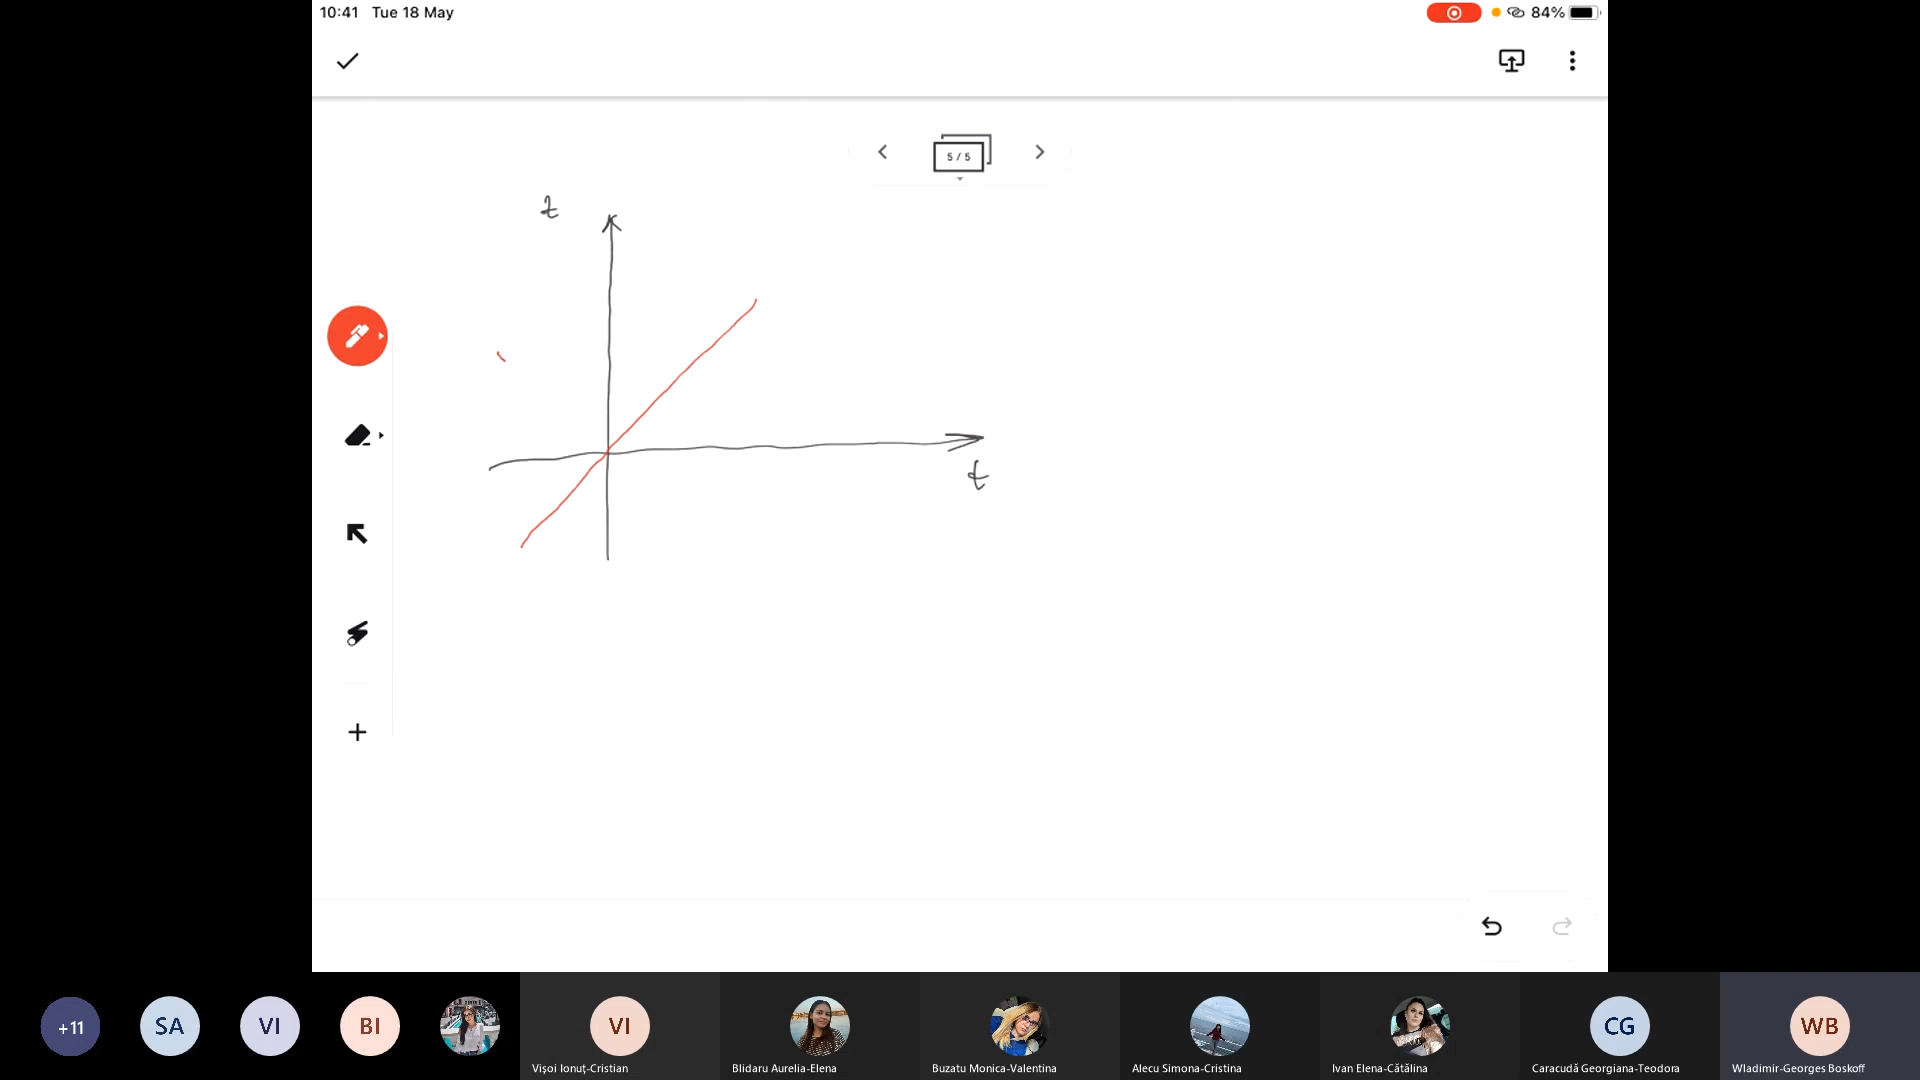 10:41 Tue 18 May 84%
5 / 5
z
t
+11 SA VI BI VI CG WB
Vișoi Ionuț-Cristian Blidaru Aurelia-Elena Buzatu Monica-Valentina Alecu Simona-Cristina Ivan Elena-Cătălina Caracudă Georgiana-Teodora Wladimir-Georges Boskoff